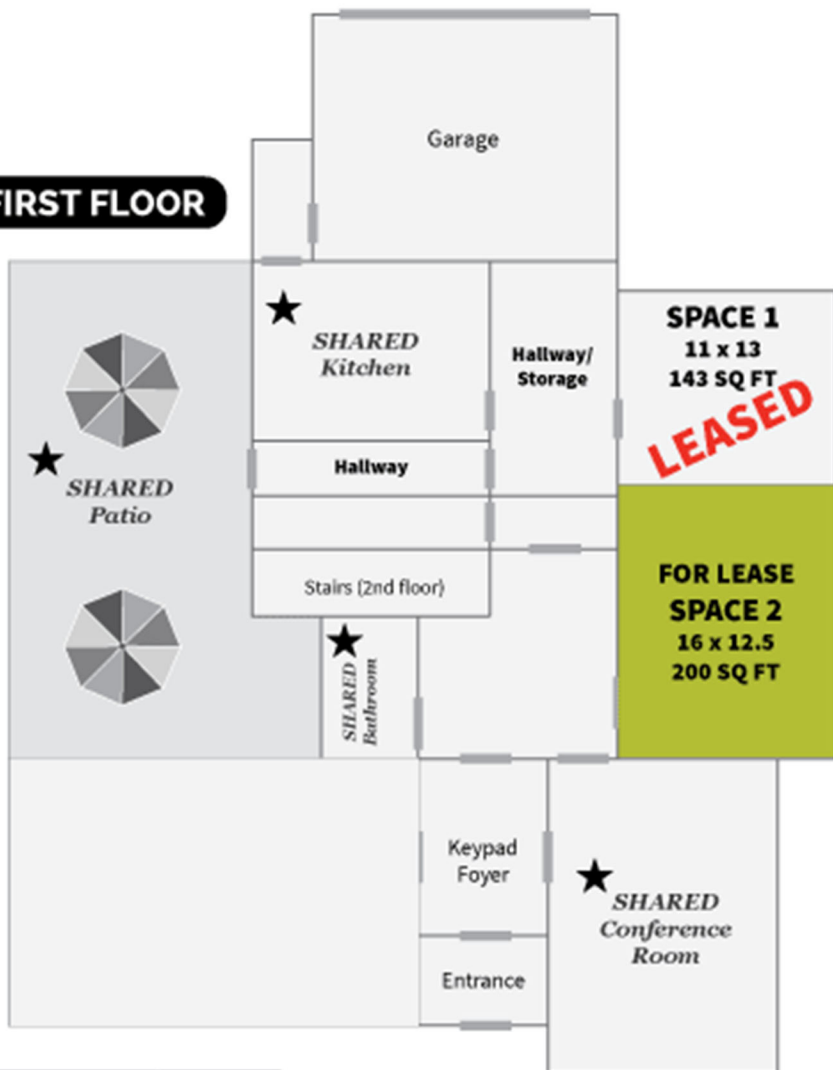 Garage
FIRST FLOOR
SHARED
Kitchen
Hallway/
Storage
SPACE 1
11 x 13
143 SQ FT
LEASED
Hallway
SHARED
Patio
Stairs (2nd floor)
FOR LEASE
SPACE 2
16 x 12.5
200 SQ FT
SHARED
Bathroom
Keypad
Foyer
SHARED
Conference
Room
Entrance